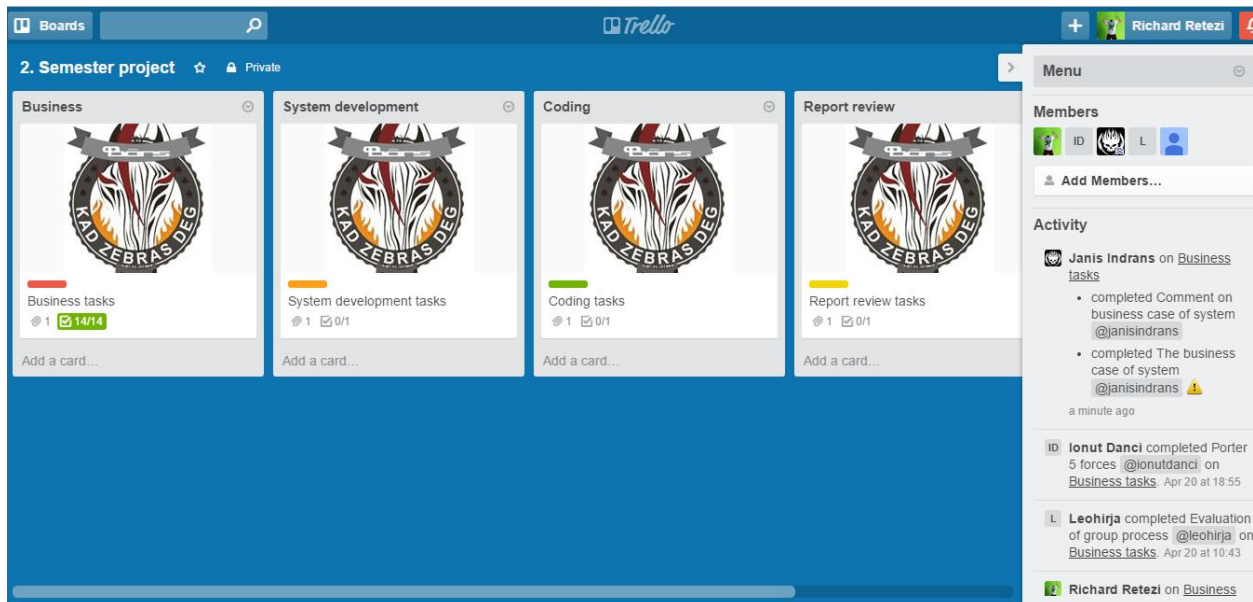 Boards
Trello
Richard Retezi
2. Semester project
Private
Business
System development
Coding
Report review
KAD ZEBRAS DEG
KAD ZEBRAS DEG
KAD ZEBRAS DEG
KAD ZEBRAS DEG
Business tasks
1 14/14
System development tasks
1 0/1
Coding tasks
1 0/1
Report review tasks
1 0/1
Add a card...
Add a card...
Add a card...
Add a card...
Menu
Members
ID
L
Add Members...
Activity
Janis Indrans on Business
tasks
• completed Comment on
business case of system
@janisindrans
• completed The business
case of system
@janisindrans
a minute ago
ID Ionut Danci completed Porter
5 forces @ionutdanci on
Business tasks. Apr 20 at 18:55
L Leohirja completed Evaluation
of group process @leohirja on
Business tasks. Apr 20 at 10:43
Richard Retezi on Business